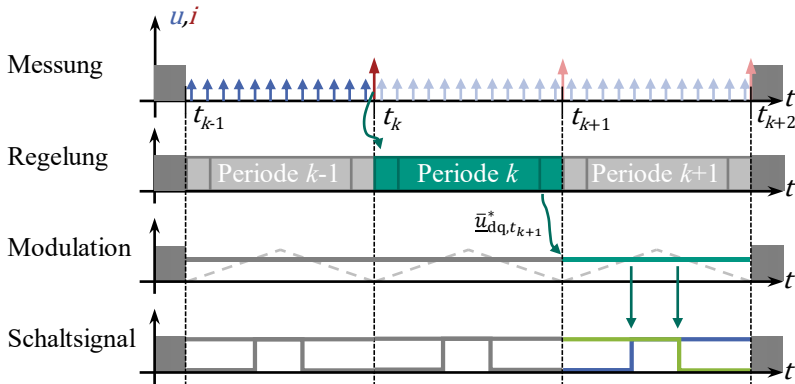 u,i
Messung
t
t_{k-1}
t_k
t_{k+1}
t_{k+2}
Regelung
Periode k-1
Periode k
Periode k+1
t
Modulation
ū*_{dq,t_{k+1}}
t
Schaltsignal
t